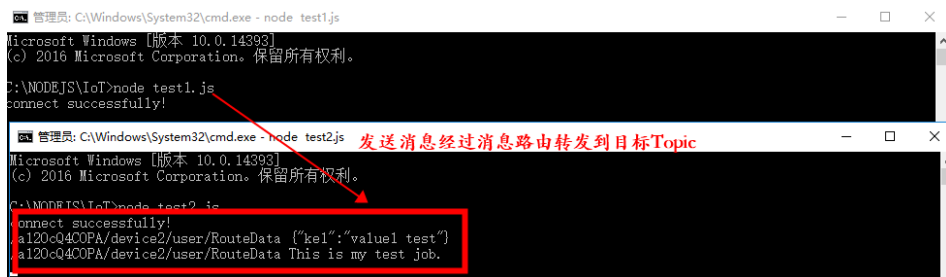 管理员: C:\Windows\System32\cmd.exe - node  test1.js
Microsoft Windows [版本 10.0.14393]
(c) 2016 Microsoft Corporation。保留所有权利。
C:\NODEJS\IoT>node test1.js
connect successfully!
管理员: C:\Windows\System32\cmd.exe - node  test2.js
发送消息经过消息路由转发到目标Topic
Microsoft Windows [版本 10.0.14393]
(c) 2016 Microsoft Corporation。保留所有权利。
C:\NODEJS\IoT>node test2.js
connect successfully!
/a120cQ4COPA/device2/user/RouteData {"ke1":"value1 test"}
/a120cQ4COPA/device2/user/RouteData This is my test job.